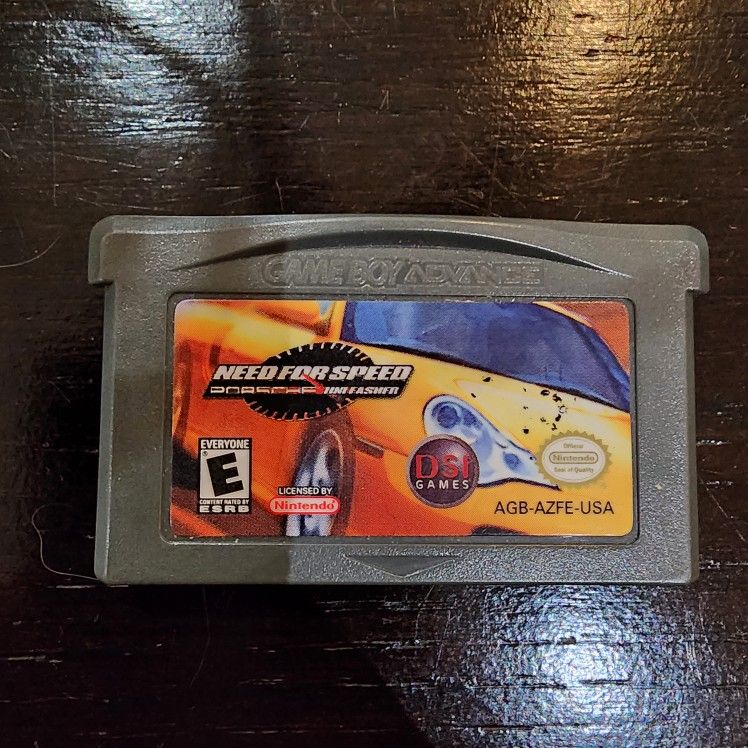 GAME BOY ADVANCE
NEED FOR SPEED
PORSCHE UNLEASHED
EVERYONE
E
CONTENT RATED BY
ESRB
LICENSED BY
Nintendo
DSI
GAMES
Official
Nintendo
Seal of Quality
AGB-AZFE-USA